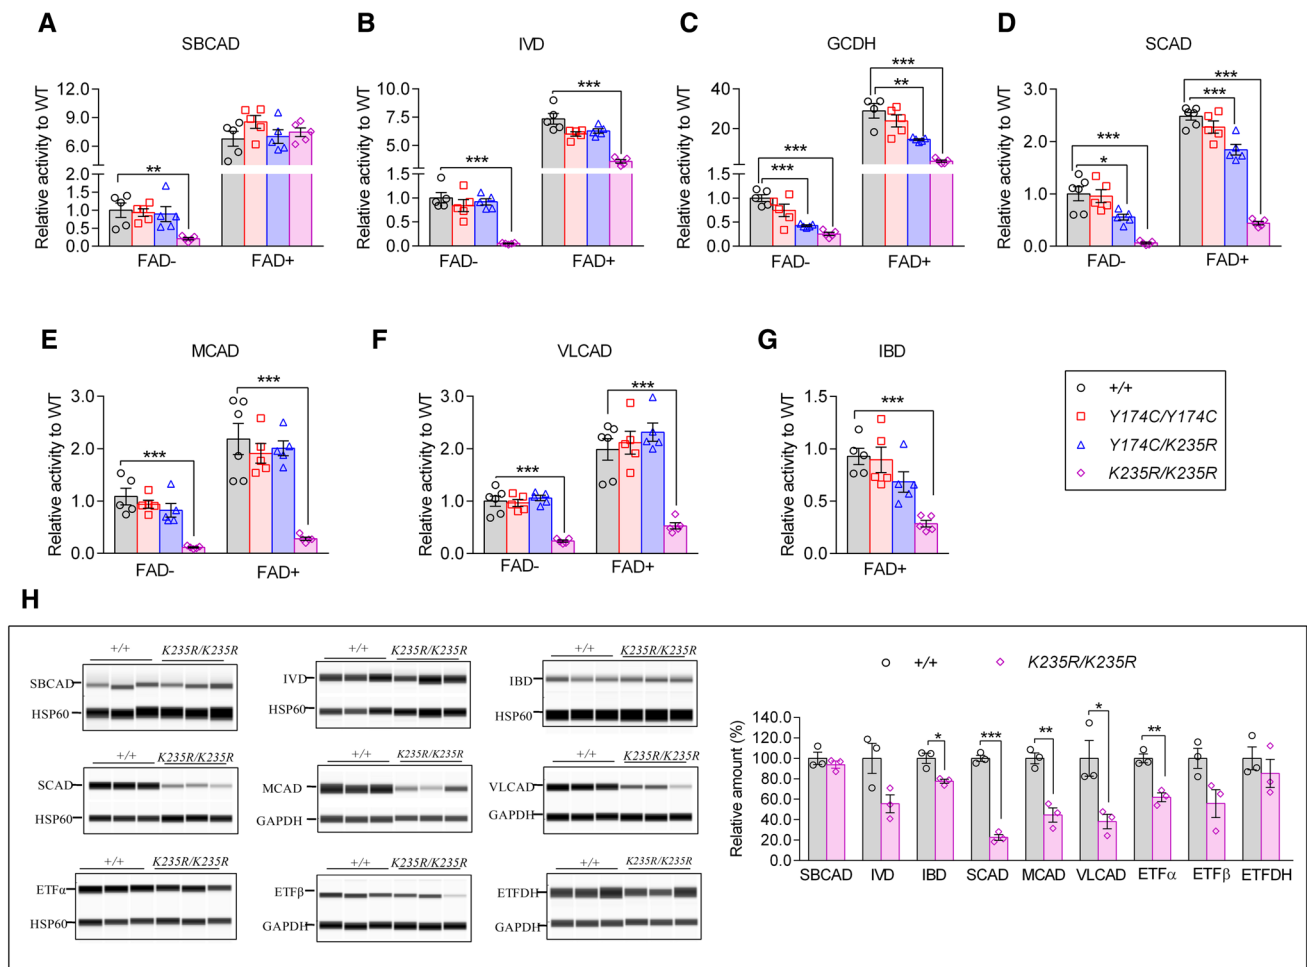 A
SBCAD
Relative activity to WT
12.0
9.0
6.0
2.0
1.5
1.0
0.5
0.0
**
FAD-
FAD+
B
IVD
Relative activity to WT
10.0
7.5
5.0
1.5
1.0
0.5
0.0
***
***
FAD-
FAD+
C
GCDH
Relative activity to WT
40
20
1.5
1.0
0.5
0.0
***
***
***
**
FAD-
FAD+
D
SCAD
Relative activity to WT
3.0
2.0
1.0
0.0
***
*
***
***
FAD-
FAD+
E
MCAD
Relative activity to WT
3.0
2.0
1.0
0.0
***
***
FAD-
FAD+
F
VLCAD
Relative activity to WT
3.0
2.0
1.0
0.0
***
***
FAD-
FAD+
G
IBD
Relative activity to WT
1.5
1.0
0.5
0.0
***
FAD+
+/+
Y174C/Y174C
Y174C/K235R
K235R/K235R
H
+/+ K235R/K235R
SBCAD
HSP60
+/+ K235R/K235R
IVD
HSP60
+/+ K235R/K235R
IBD
HSP60
+/+ K235R/K235R
SCAD
HSP60
+/+ K235R/K235R
MCAD
GAPDH
+/+ K235R/K235R
VLCAD
GAPDH
+/+ K235R/K235R
ETFα
HSP60
+/+ K235R/K235R
ETFβ
GAPDH
+/+ K235R/K235R
ETFDH
GAPDH
+/+ K235R/K235R
Relative amount (%)
140.0
120.0
100.0
80.0
60.0
40.0
20.0
0.0
* *** ** * **
SBCAD IVD IBD SCAD MCAD VLCAD ETFα ETFβ ETFDH